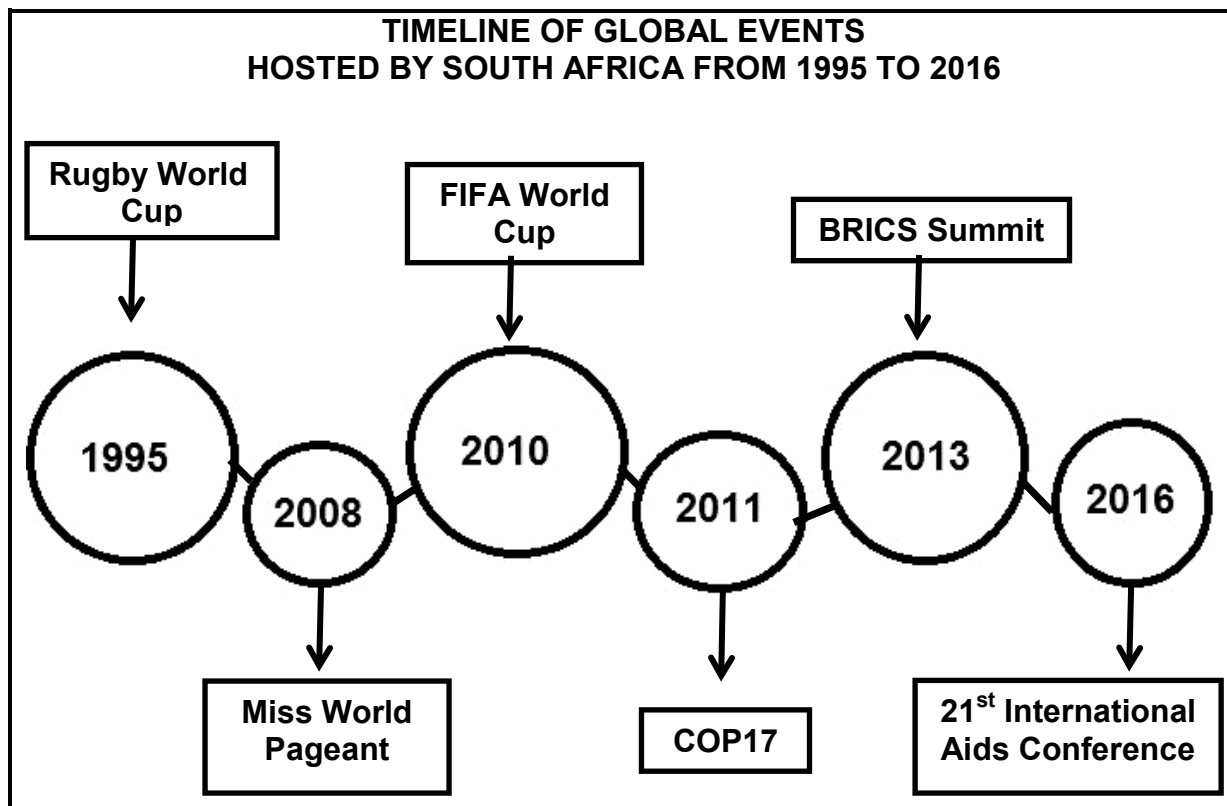 TIMELINE OF GLOBAL EVENTS
HOSTED BY SOUTH AFRICA FROM 1995 TO 2016
Rugby World
Cup
FIFA World
Cup
BRICS Summit
1995
2008
2010
2011
2013
2016
Miss World
Pageant
COP17
21st International
Aids Conference